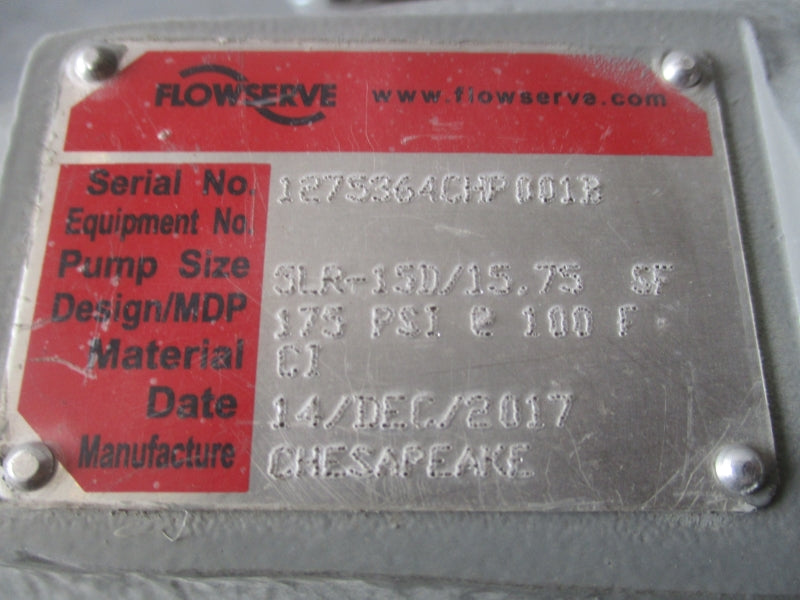 FLOWSERVE www.flowserve.com
Serial No. 1275364CHP001B
Equipment No.
Pump Size SLR-15D/15.75 SF
Design/MDP 175 PSI @ 100 F
Material CI
Date 14/DEC/2017
Manufacture CHESAPEAKE